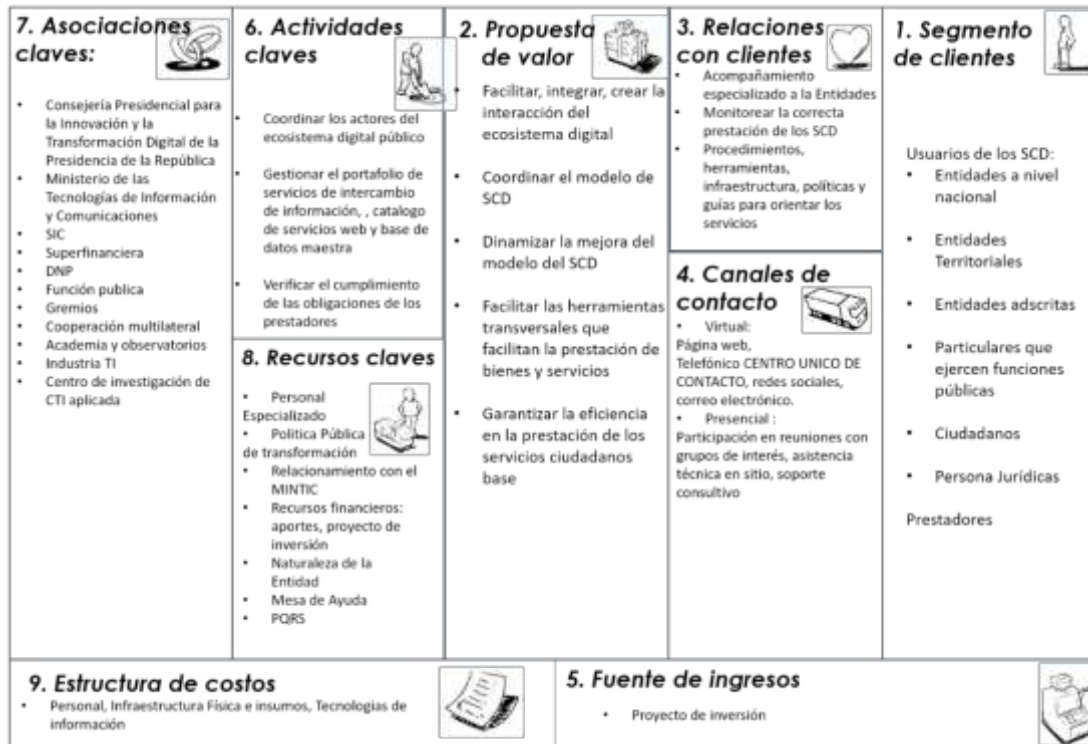 7. Asociaciones
claves:
• Consejería Presidencial para
la Innovación y la
Transformación Digital de la
Presidencia de la República
• Ministerio de las
Tecnologías de Información
y Comunicaciones
• SIC
• Superfinanciera
• DNP
• Función publica
• Gremios
• Cooperación multilateral
• Academia y observatorios
• Industria TI
• Centro de investigación de
CTI aplicada
6. Actividades
claves
• Coordinar los actores del
ecosistema digital público
• Gestionar el portafolio de
servicios de intercambio
de información, , catalogo
de servicios web y base de
datos maestra
• Verificar el cumplimiento
de las obligaciones de los
prestadores
8. Recursos claves
• Personal
Especializado
• Politica Pública
de transformación
• Relacionamiento con el
MINTIC
• Recursos financieros:
aportes, proyecto de
inversión
• Naturaleza de la
Entidad
• Mesa de Ayuda
• PQRS
2. Propuesta
de valor
• Facilitar, integrar, crear la
interacción del
ecosistema digital
• Coordinar el modelo de
SCD
• Dinamizar la mejora del
modelo del SCD
• Facilitar las herramientas
transversales que
facilitan la prestación de
bienes y servicios
• Garantizar la eficiencia
en la prestación de los
servicios ciudadanos
base
3. Relaciones
con clientes
• Acompañamiento
especializado a la Entidades
• Monitorear la correcta
prestación de los SCD
• Procedimientos,
herramientas,
infraestructura, políticas y
guías para orientar los
servicios
4. Canales de
contacto
• Virtual:
Página web,
Telefónico CENTRO UNICO DE
CONTACTO, redes sociales,
correo electrónico.
• Presencial :
Participación en reuniones con
grupos de interés, asistencia
técnica en sitio, soporte
consultivo
1. Segmento
de clientes
Usuarios de los SCD:
• Entidades a nivel
nacional
• Entidades
Territoriales
• Entidades adscritas
• Particulares que
ejercen funciones
públicas
• Ciudadanos
• Persona Jurídicas
Prestadores
9. Estructura de costos
• Personal, Infraestructura Física e insumos, Tecnologias de
información
5. Fuente de ingresos
• Proyecto de inversión